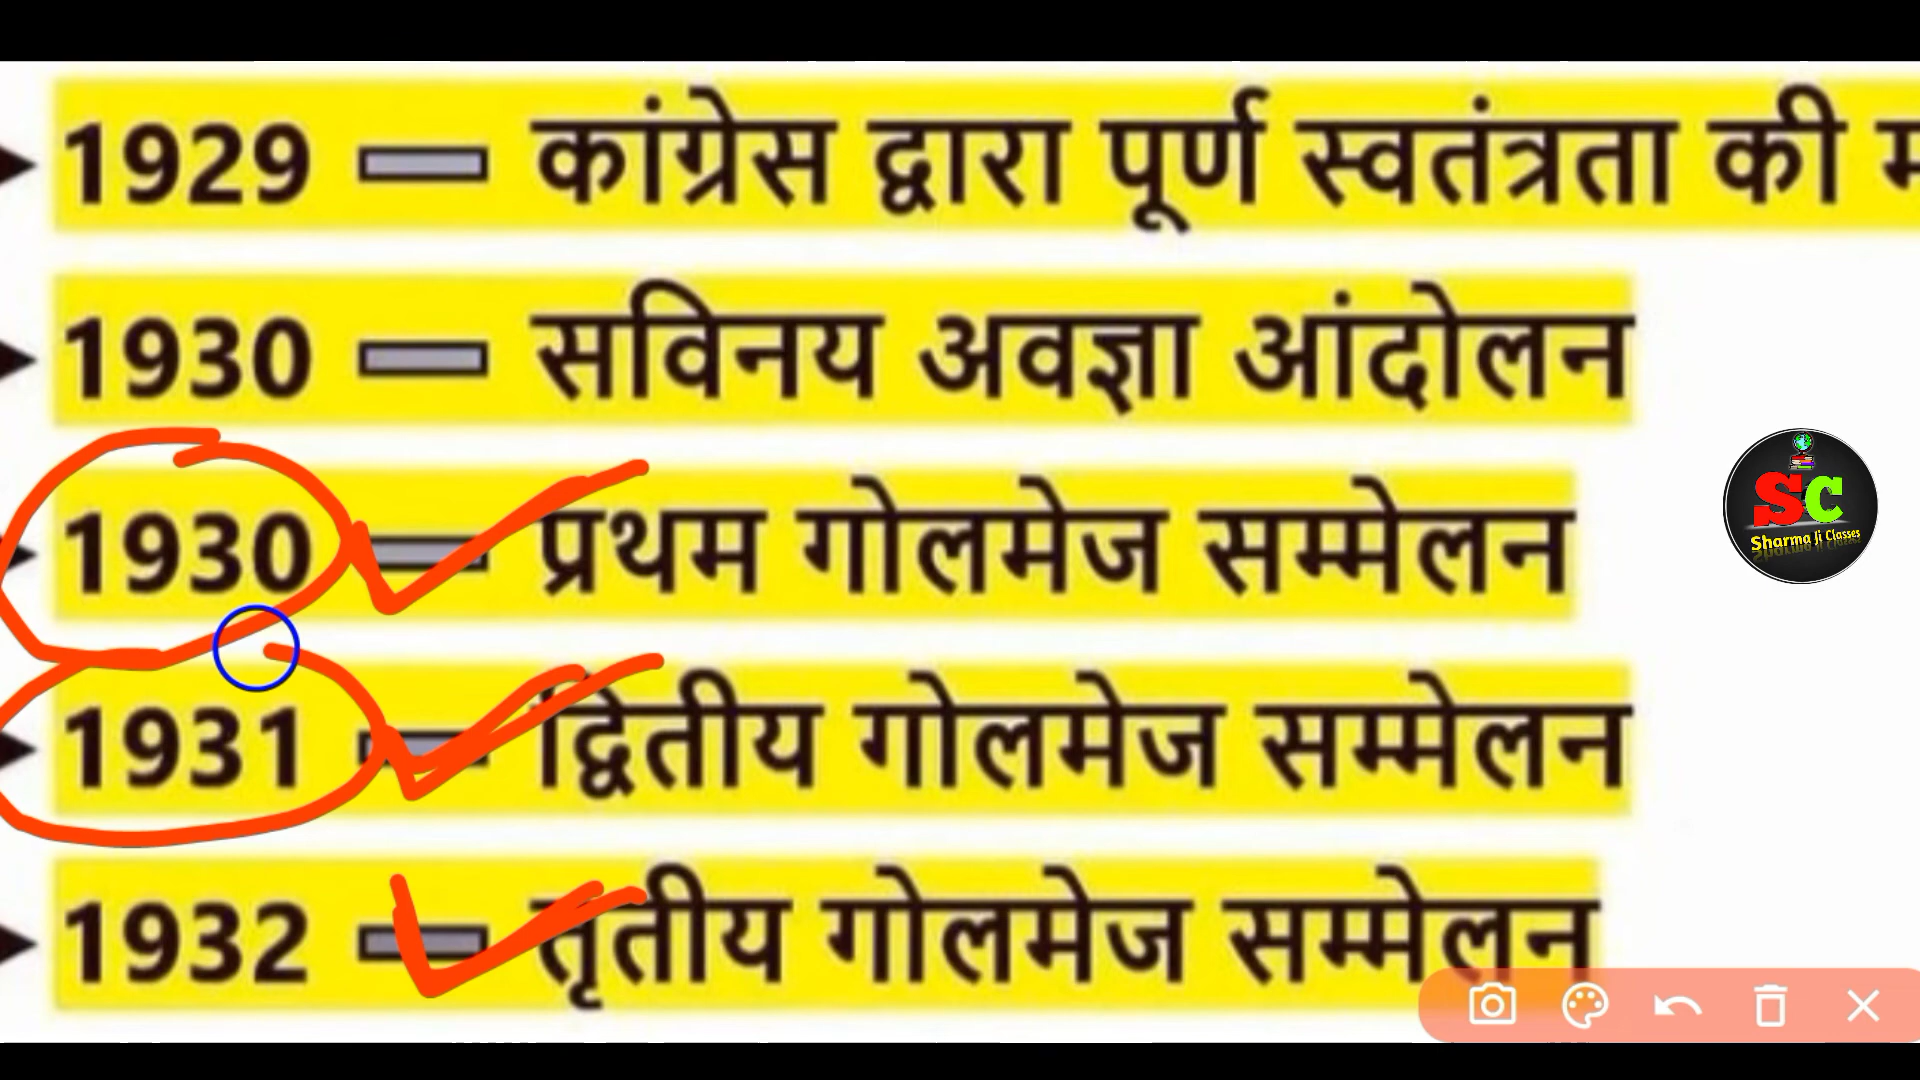 1929 — कांग्रेस द्वारा पूर्ण स्वतंत्रता की
1930 — सविनय अवज्ञा आंदोलन
1930 — प्रथम गोलमेज सम्मेलन
1931 — द्वितीय गोलमेज सम्मेलन
1932 — तृतीय गोलमेज सम्मेलन
SC
Sharma Ji Classes